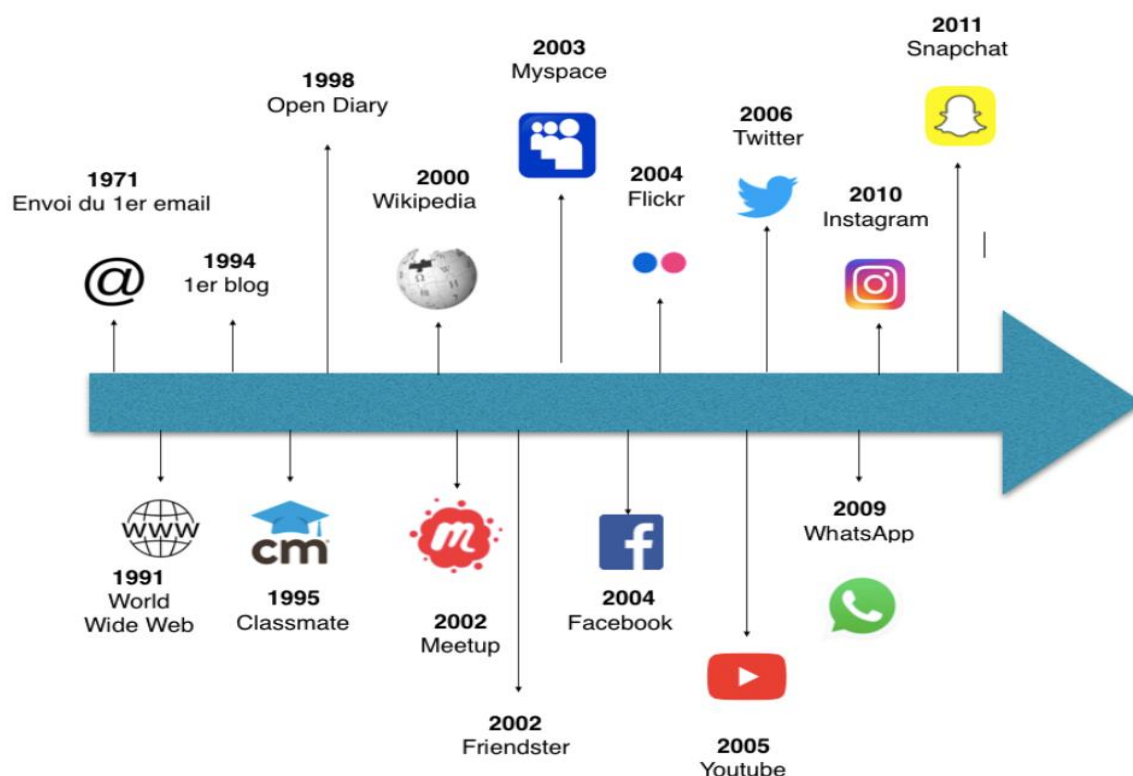 2011
Snapchat
2003
Myspace
1998
Open Diary
2006
Twitter
2004
Flickr
2000
Wikipedia
1971
Envoi du 1er email
2010
Instagram
1994
1er blog
@
www
1991
World
Wide Web
cm
1995
Classmate
m
2002
Meetup
f
2004
Facebook
2009
WhatsApp
2002
Friendster
2005
Youtube